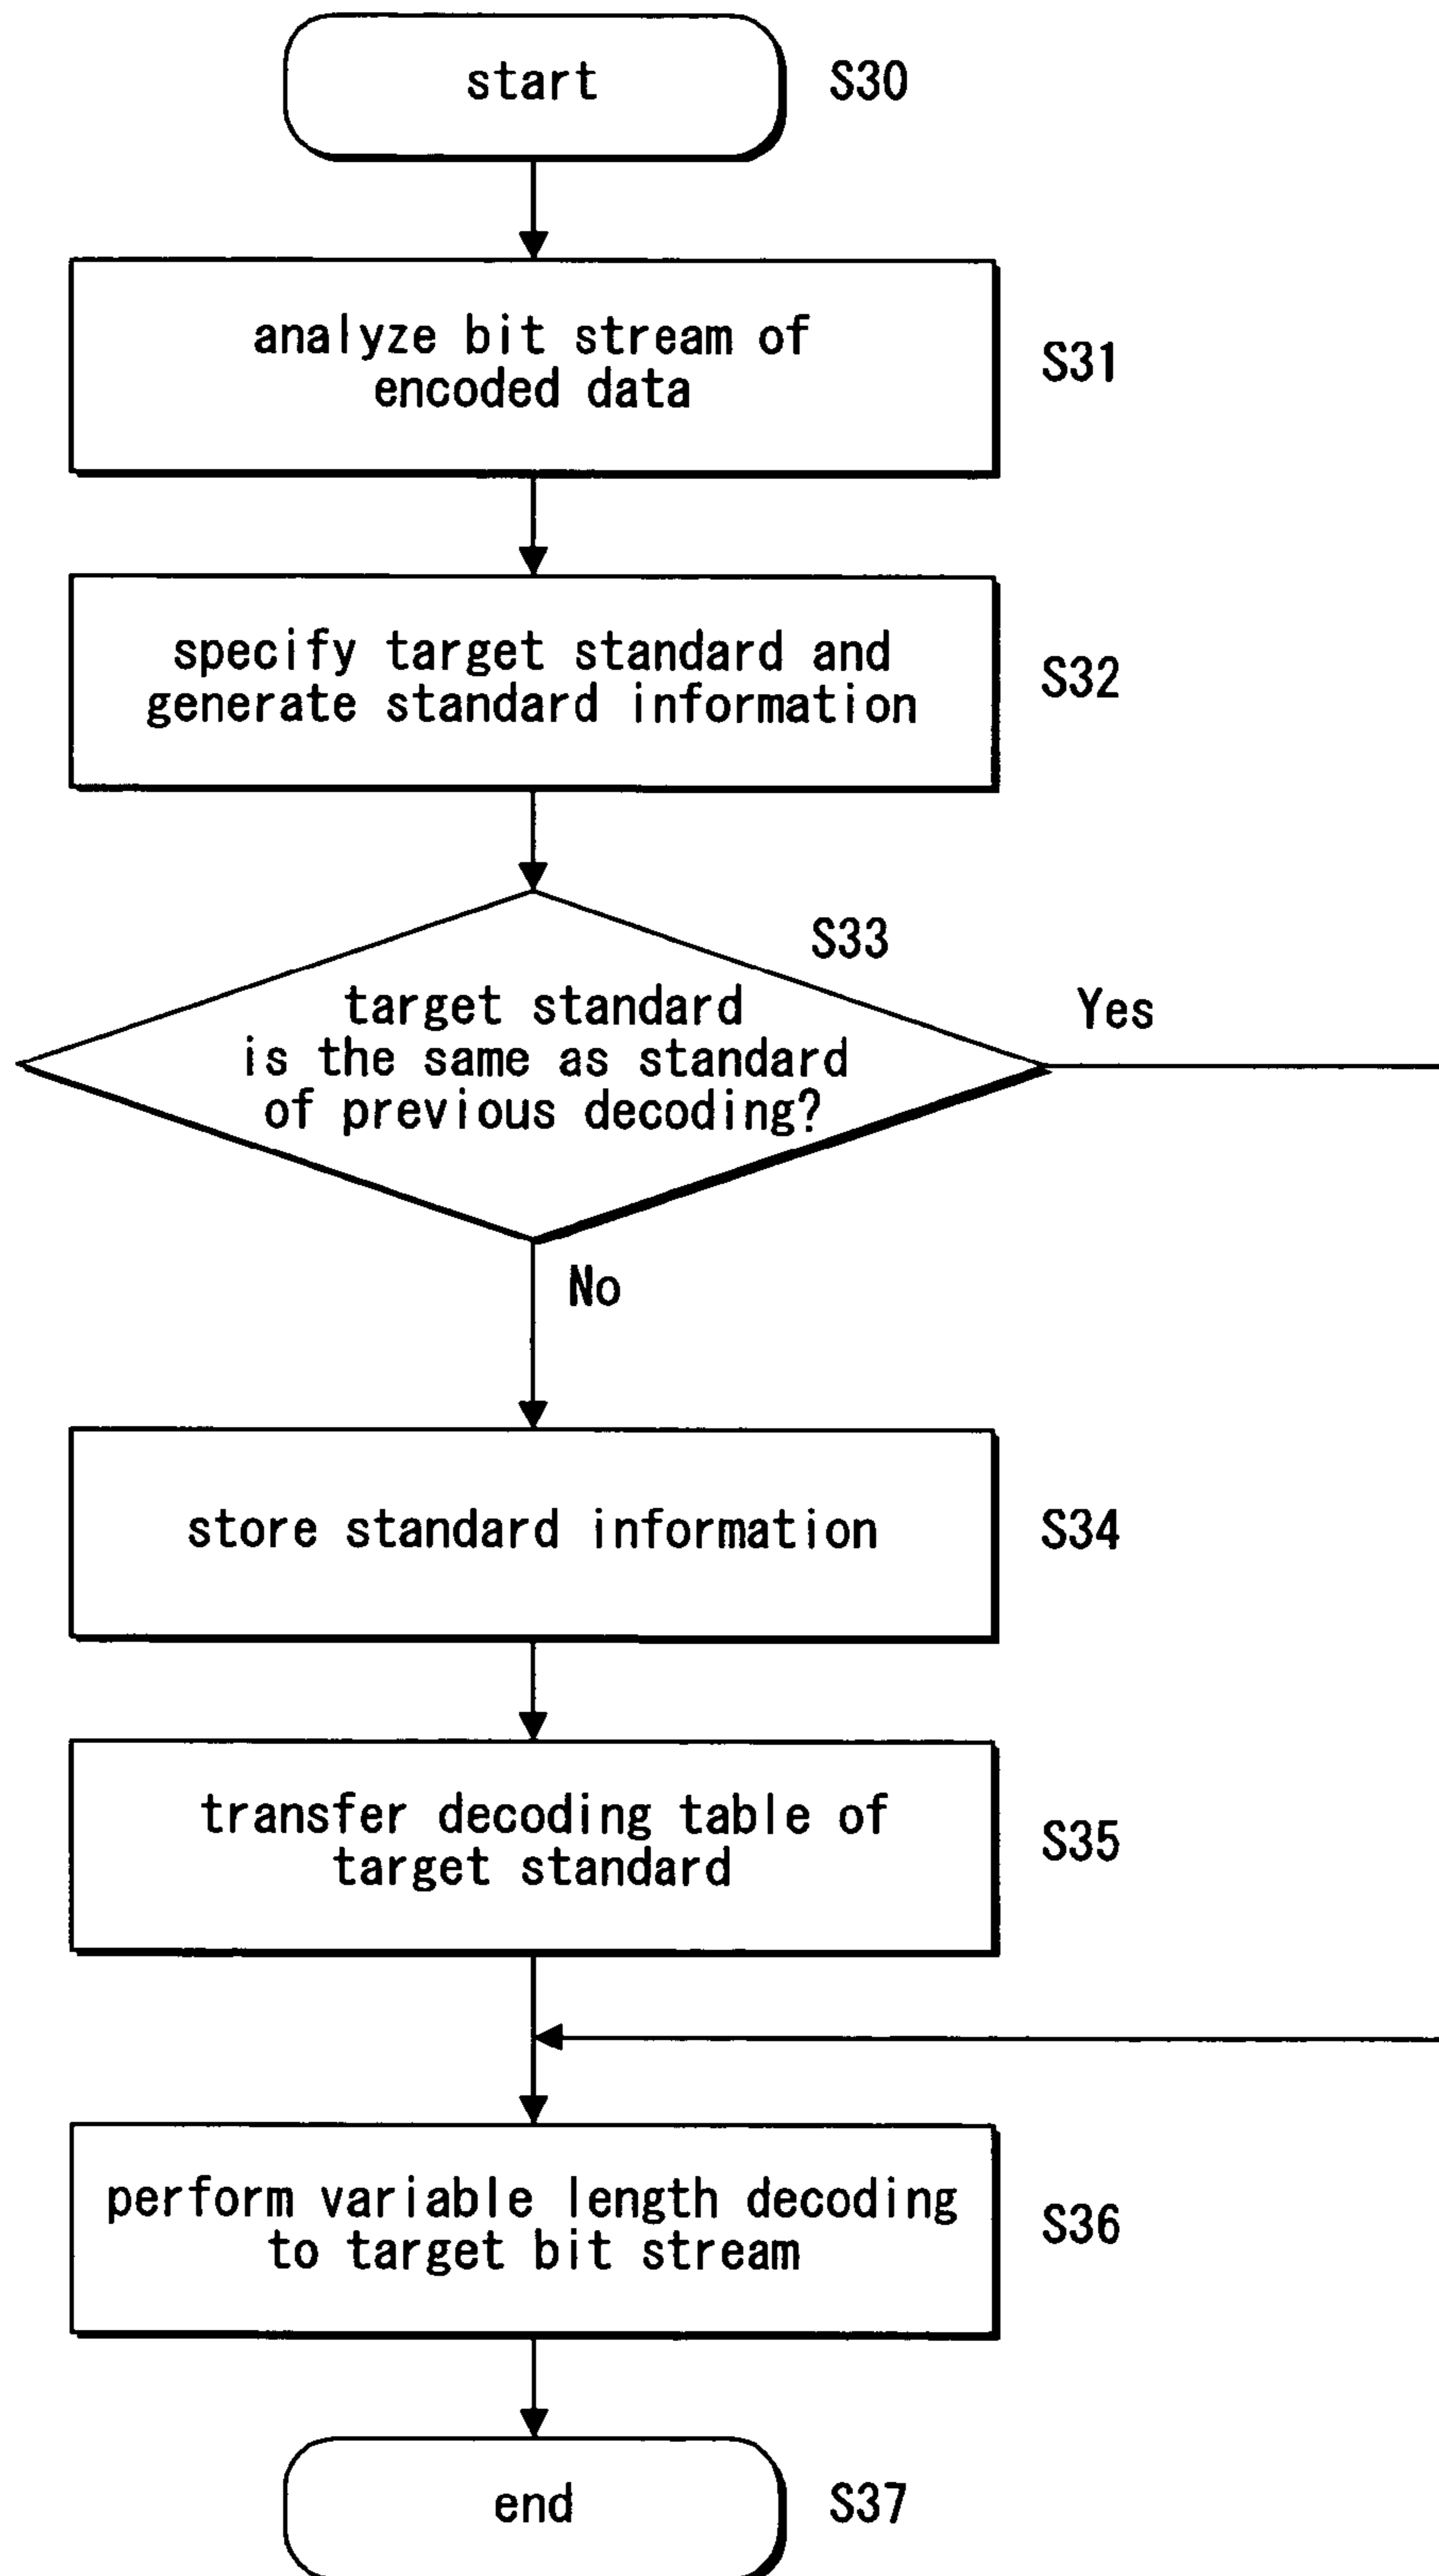 start
S30
analyze bit stream of
encoded data
S31
specify target standard and
generate standard information
S32
S33
target standard
is the same as standard
of previous decoding?
Yes
No
store standard information
S34
transfer decoding table of
target standard
S35
perform variable length decoding
to target bit stream
S36
end
S37